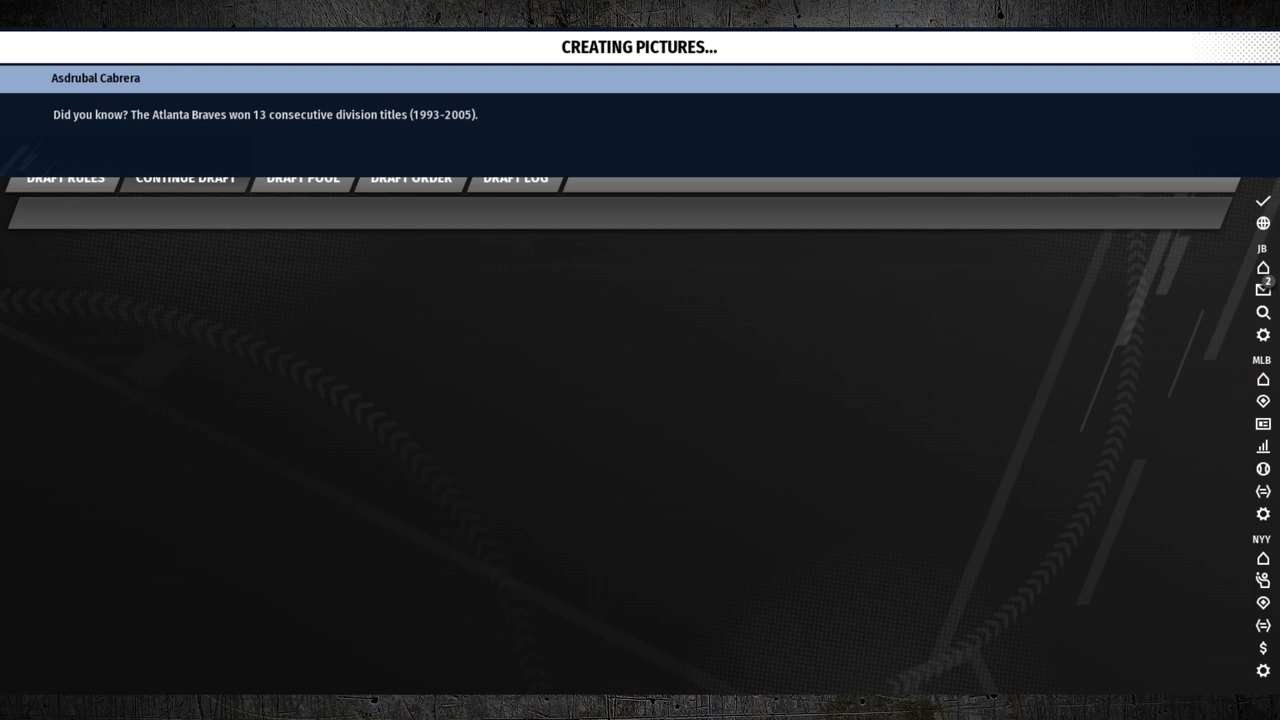 CREATING PICTURES...
Asdrubal Cabrera
Did you know? The Atlanta Braves won 13 consecutive division titles (1993-2005).
DRAFT RULES
CONTINUE DRAFT
DRAFT POOL
DRAFT ORDER
DRAFT LOG
JB
2
MLB
NYY
$